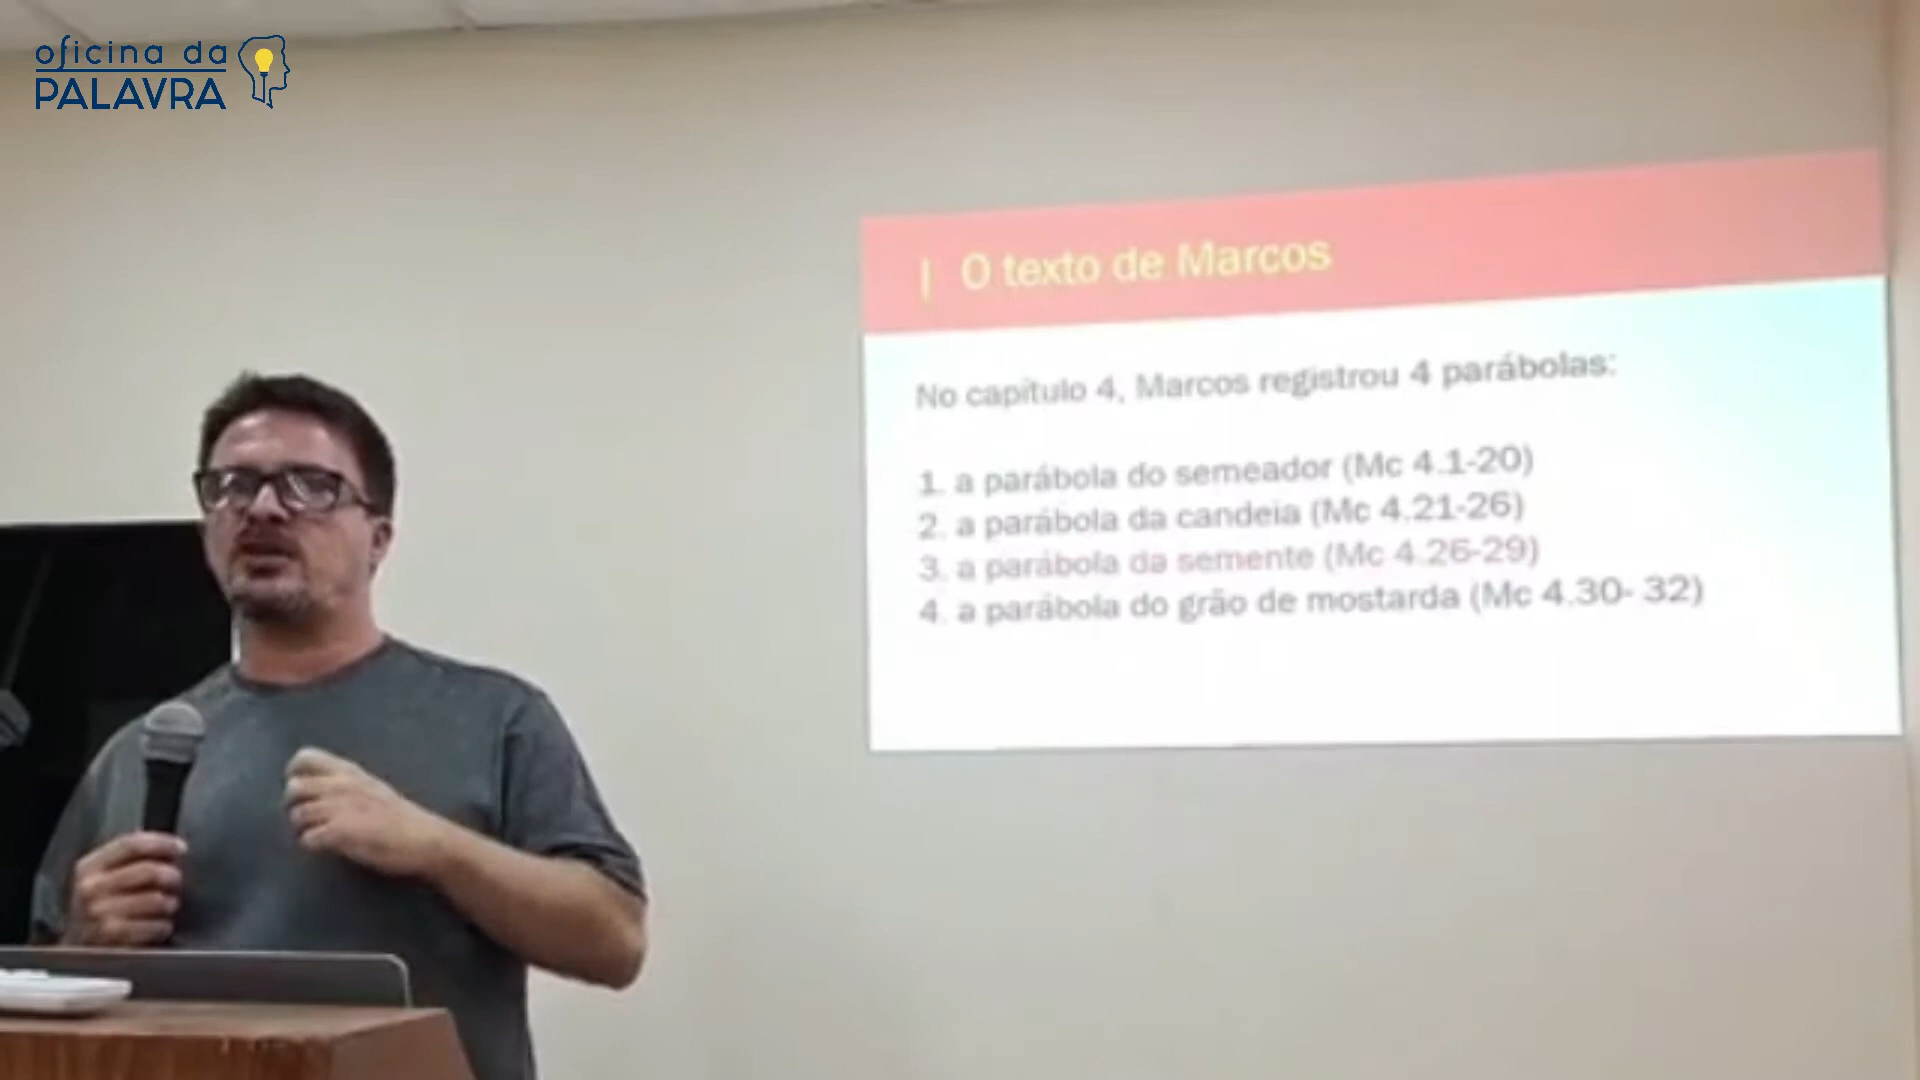 oficina da
PALAVRA
| O texto de Marcos
No capítulo 4, Marcos registrou 4 parábolas:
1. a parábola do semeador (Mc 4.1-20)
2. a parábola da candeia (Mc 4.21-26)
3. a parábola da semente (Mc 4.26-29)
4. a parábola do grão de mostarda (Mc 4.30- 32)